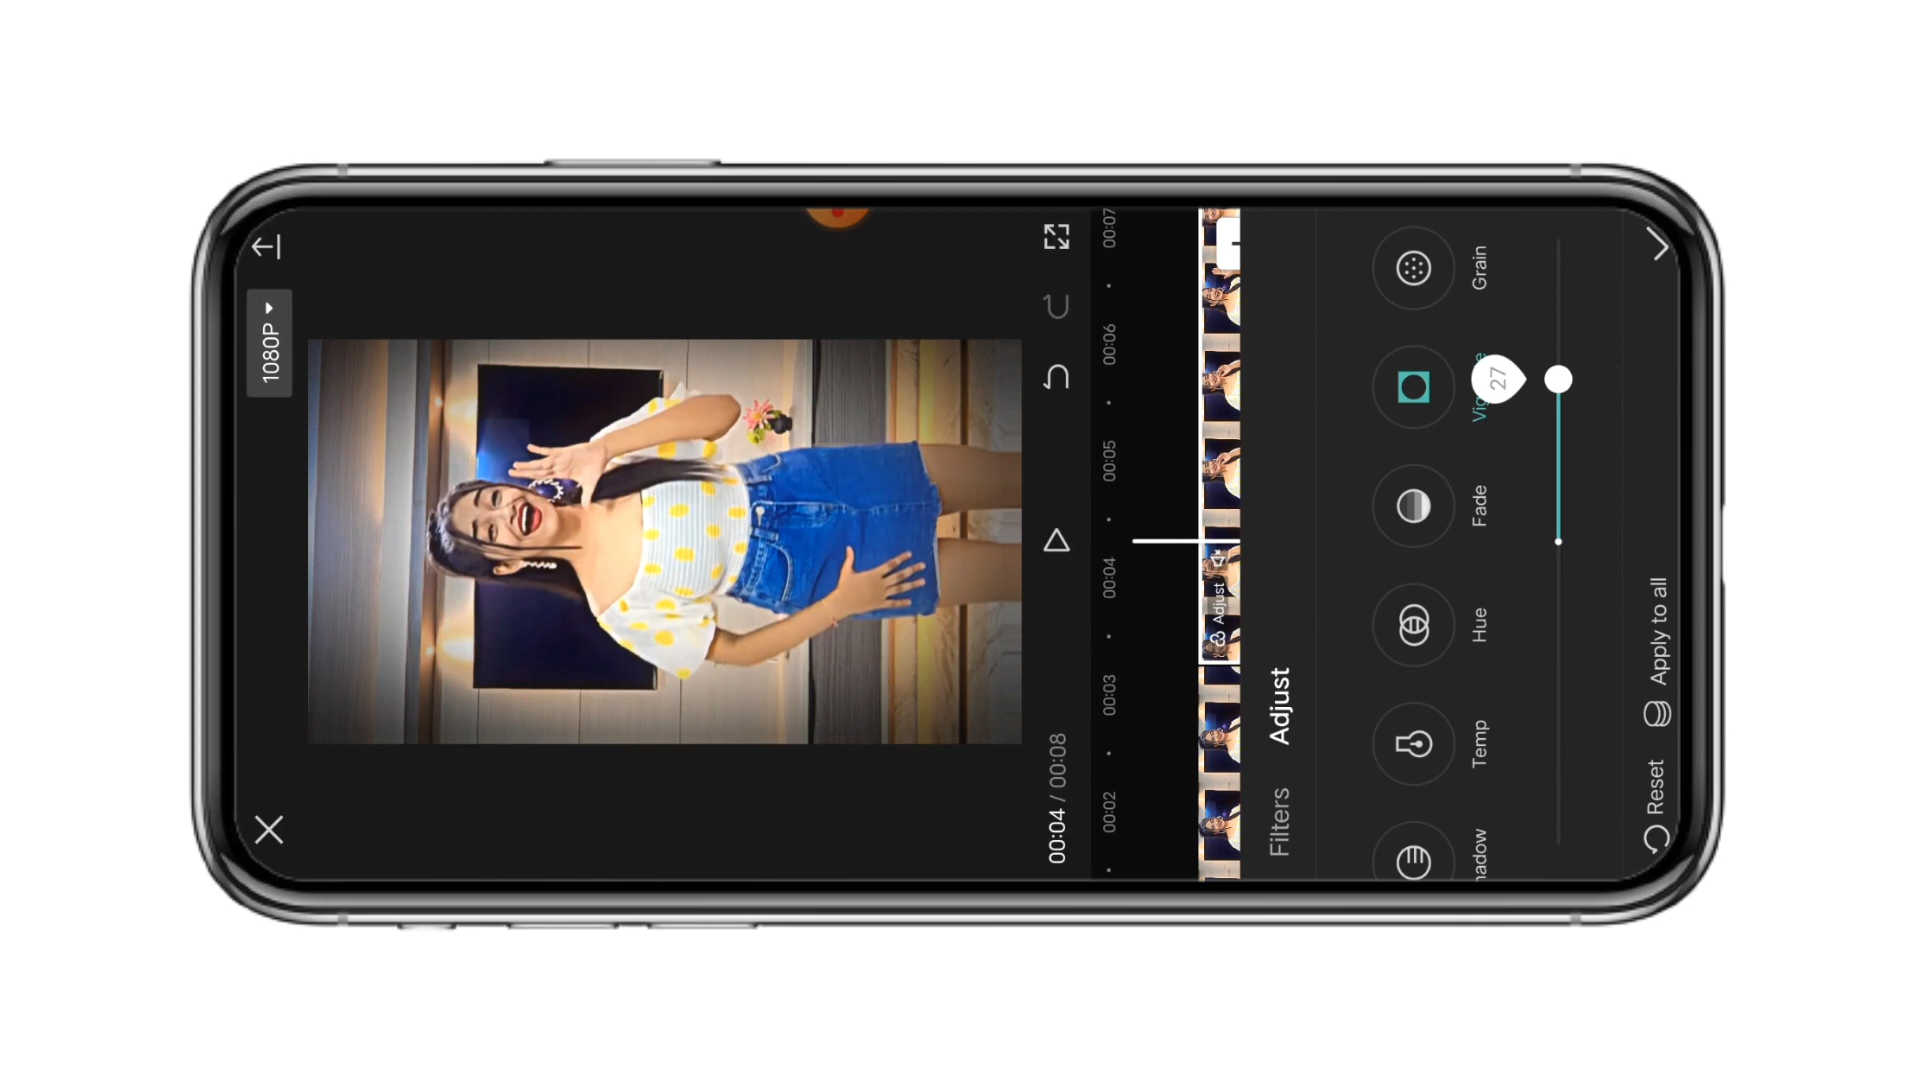 1080P
00:04 / 00:08
00:02
00:03
00:04
00:05
00:06
00:07
Adjust
Filters
Adjust
Temp
Hue
Fade
Grain
27
Reset
Apply to all